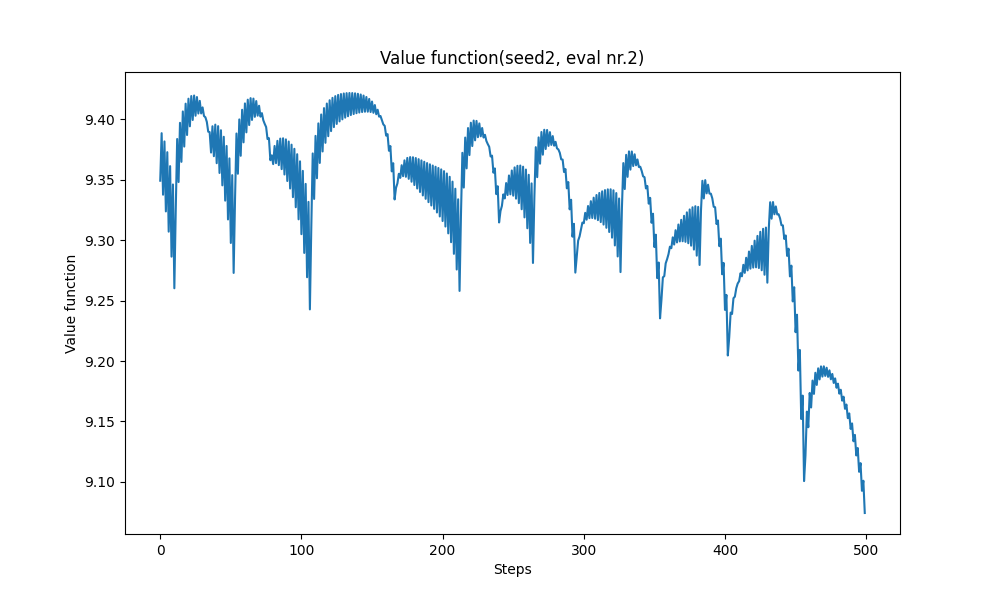 Value function(seed2, eval nr.2)
Value function
9.40
9.35
9.30
9.25
9.20
9.15
9.10
0 100 200 300 400 500
Steps